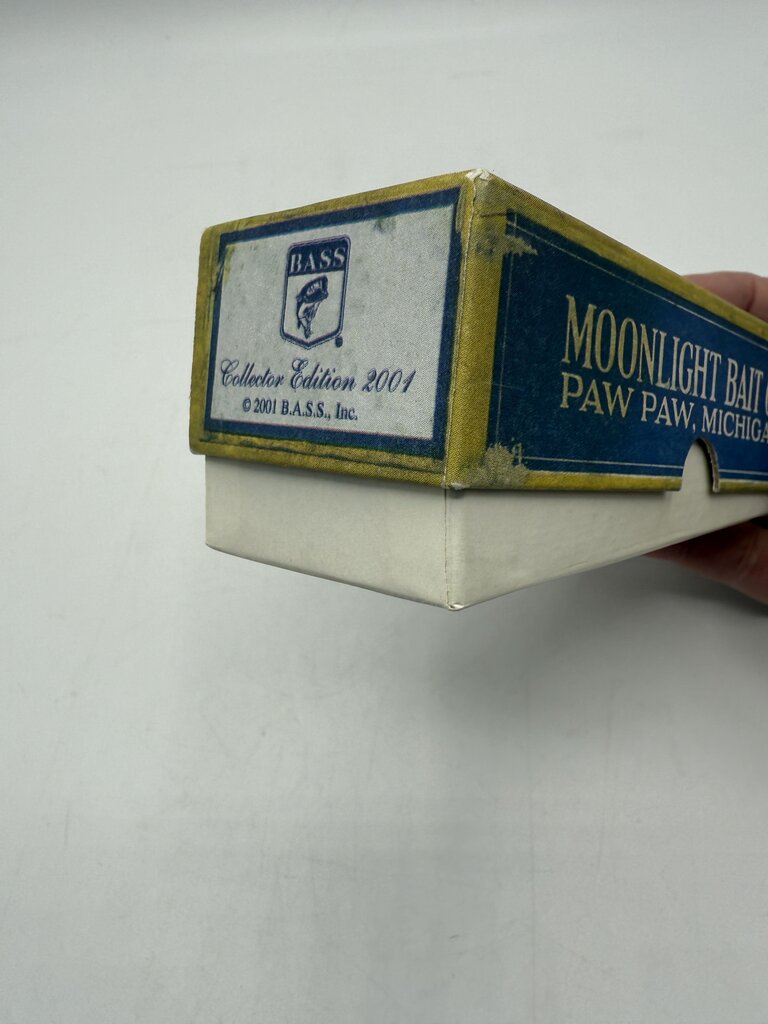 BASS
Collector Edition 2001
© 2001 B.A.S.S., Inc.
MOONLIGHT BAIT
PAW PAW, MICHIGA